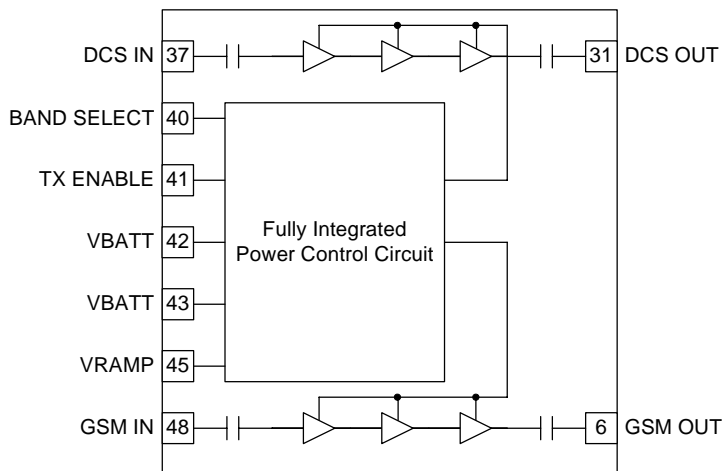 DCS IN 37
31 DCS OUT
BAND SELECT 40
TX ENABLE 41
VBATT 42
Fully Integrated
Power Control Circuit
VBATT 43
VRAMP 45
GSM IN 48
6 GSM OUT